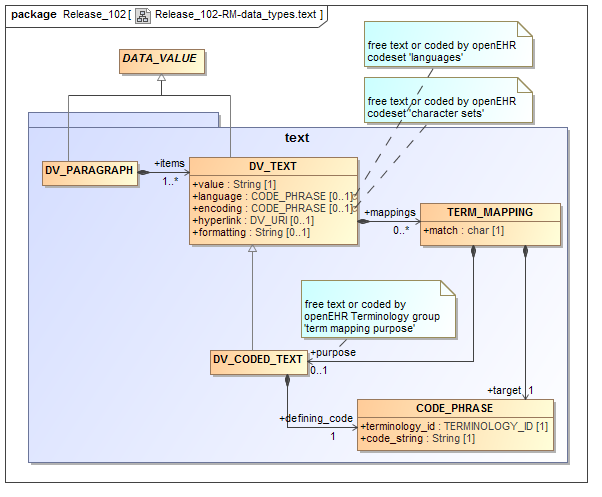 package Release_102 [ Release_102-RM-data_types.text ]
DATA_VALUE
free text or coded by openEHR
codeset 'languages'
free text or coded by openEHR
codeset 'character sets'
text
DV_PARAGRAPH
+items
1..*
DV_TEXT
+value : String [1]
+language : CODE_PHRASE [0..1]
+encoding : CODE_PHRASE [0..1]
+hyperlink : DV_URI [0..1]
+formatting : String [0..1]
+mappings
0..*
TERM_MAPPING
+match : char [1]
free text or coded by
openEHR Terminology group
'term mapping purpose'
DV_CODED_TEXT
+purpose
0..1
+target 1
+defining_code
1
CODE_PHRASE
+terminology_id : TERMINOLOGY_ID [1]
+code_string : String [1]